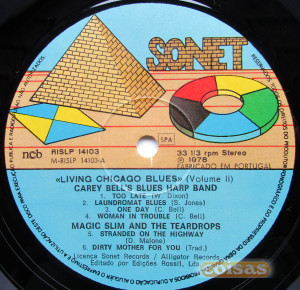 SONET
ncb
RISLP 14103
M-RISLP 14103-A
SPA
33 1/3 rpm Stereo
℗ 1978
FABRICADO EM PORTUGAL
«LIVING CHICAGO BLUES» (Volume II)
CAREY BELL'S BLUES HARP BAND
1. TOO LATE (W. Dixon)
2. LAUNDROMAT BLUES (S. Jones)
3. ONE DAY (C. Bell)
4. WOMAN IN TROUBLE (C. Bell)
MAGIC SLIM AND THE TEARDROPS
5. STRANDED ON THE HIGHWAY
(D. Malone)
6. DIRTY MOTHER FOR YOU (Trad.)
Licença Sonet Records / Alligator Records
Editado por Edições Rossil,
coisas